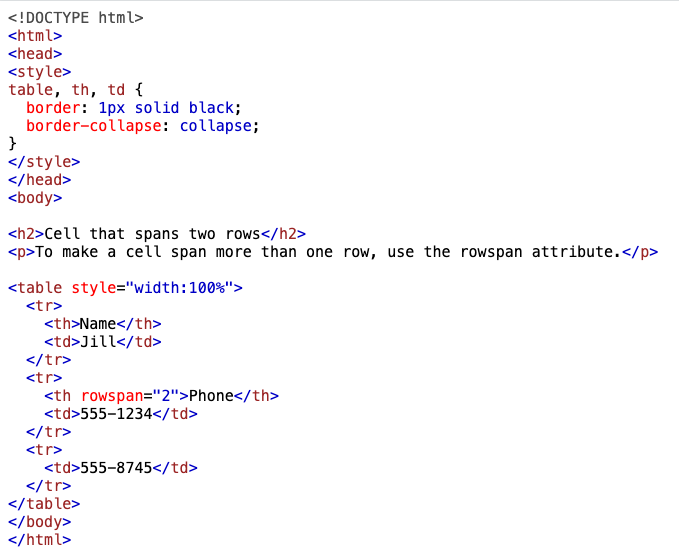 <!DOCTYPE html>
<html>
<head>
<style>
table, th, td {
  border: 1px solid black;
  border-collapse: collapse;
}
</style>
</head>
<body>

<h2>Cell that spans two rows</h2>
<p>To make a cell span more than one row, use the rowspan attribute.</p>

<table style="width:100%">
  <tr>
    <th>Name</th>
    <td>Jill</td>
  </tr>
  <tr>
    <th rowspan="2">Phone</th>
    <td>555-1234</td>
  </tr>
  <tr>
    <td>555-8745</td>
  </tr>
</table>
</body>
</html>